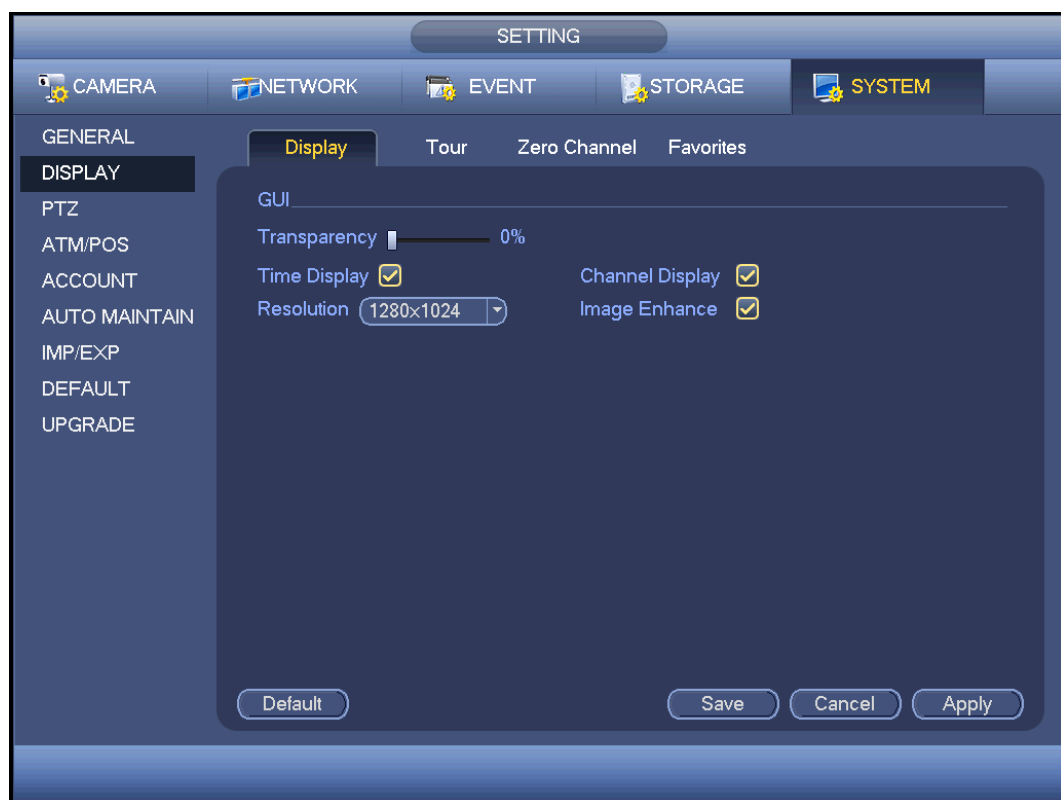 SETTING
CAMERA NETWORK EVENT STORAGE SYSTEM
GENERAL
DISPLAY
PTZ
ATM/POS
ACCOUNT
AUTO MAINTAIN
IMP/EXP
DEFAULT
UPGRADE
Display Tour Zero Channel Favorites
GUI
Transparency 0%
Time Display Channel Display
Resolution 1280×1024 Image Enhance
Default Save Cancel Apply